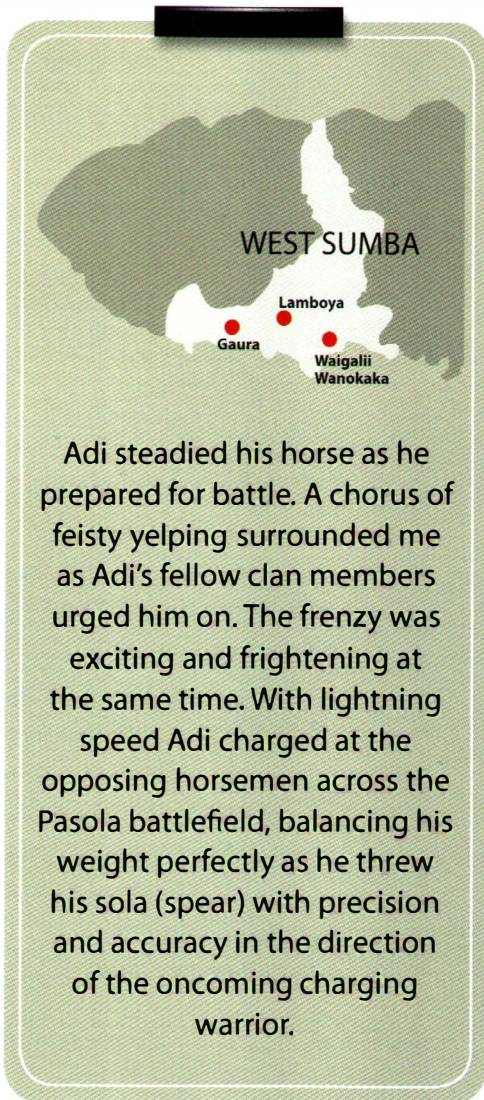 WEST SUMBA
Lamboya
Gaura
Waigalii
Wanokaka
Adi steadied his horse as he
prepared for battle. A chorus of
feisty yelping surrounded me
as Adi's fellow clan members
urged him on. The frenzy was
exciting and frightening at
the same time. With lightning
speed Adi charged at the
opposing horsemen across the
Pasola battlefield, balancing his
weight perfectly as he threw
his sola (spear) with precision
and accuracy in the direction
of the oncoming charging
warrior.